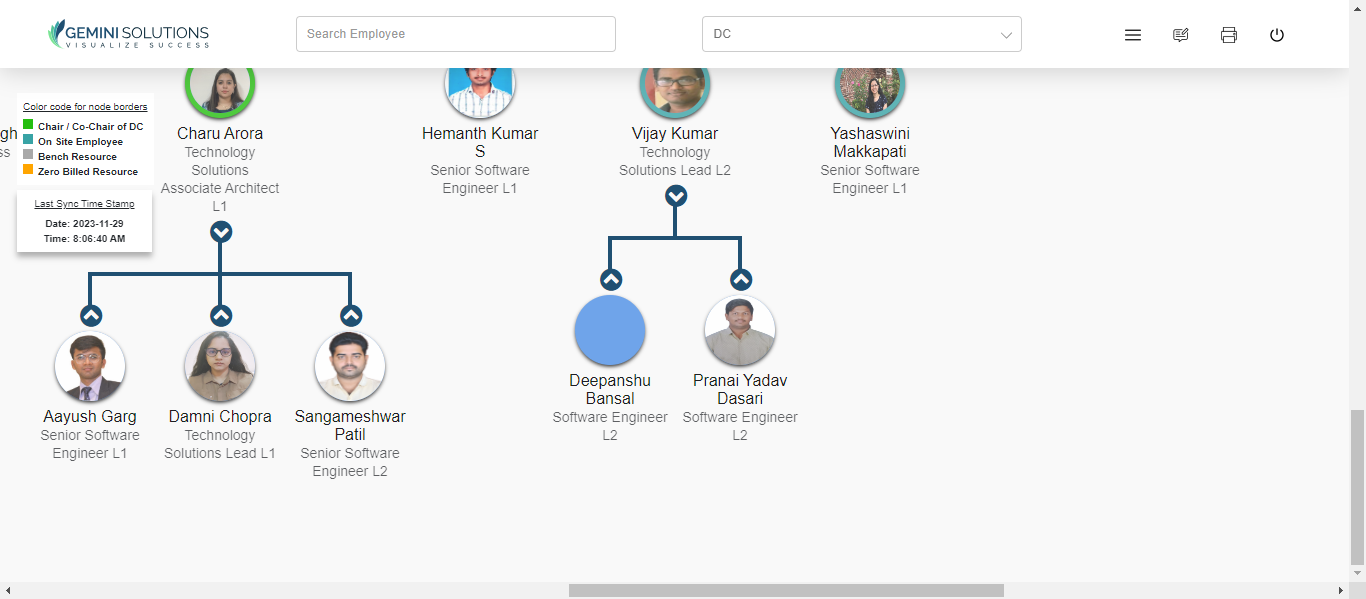 GEMINI SOLUTIONS
VISUALIZE SUCCESS
Search Employee
DC
Color code for node borders
Chair / Co-Chair of DC
On Site Employee
Bench Resource
Zero Billed Resource
Last Sync Time Stamp
Date: 2023-11-29
Time: 8:06:40 AM
gh
ss
Charu Arora
Technology
Solutions
Associate Architect
L1
Hemanth Kumar
S
Senior Software
Engineer L1
Vijay Kumar
Technology
Solutions Lead L2
Yashaswini
Makkapati
Senior Software
Engineer L1
Aayush Garg
Senior Software
Engineer L1
Damni Chopra
Technology
Solutions Lead L1
Sangameshwar
Patil
Senior Software
Engineer L2
Deepanshu
Bansal
Software Engineer
L2
Pranai Yadav
Dasari
Software Engineer
L2